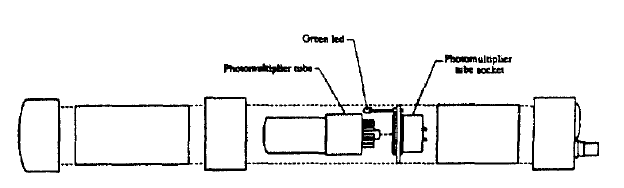 Green led
Photomultiplier tube
Photomultiplier
tube socket